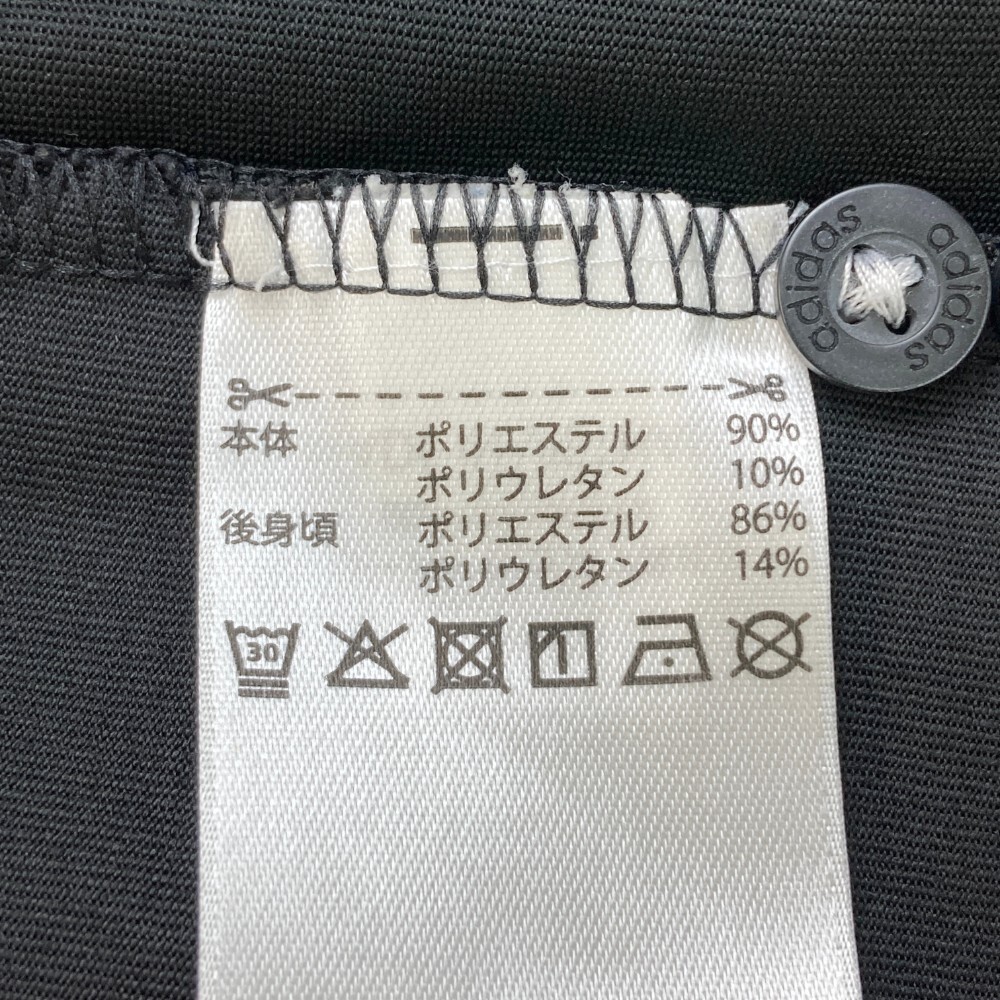 adidas
adidas
本体 ポリエステル 90%
ポリウレタン 10%
後身頃 ポリエステル 86%
ポリウレタン 14%
30